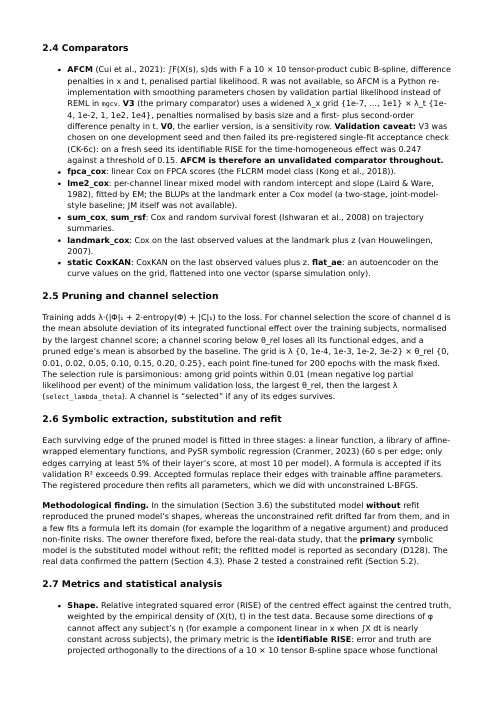 2.4 Comparators
• AFCM (Cui et al., 2021): ∫F(X(s), s)ds with F a 10 × 10 tensor-product cubic B-spline, difference
penalties in x and t, penalised partial likelihood. R was not available, so AFCM is a Python re-
implementation with smoothing parameters chosen by validation partial likelihood instead of
REML in mgcv. V3 (the primary comparator) uses a widened λ_x grid {1e-7, …, 1e1} × λ_t {1e-
4, 1e-2, 1, 1e2, 1e4}, penalties normalised by basis size and a first- plus second-order
difference penalty in t. V0, the earlier version, is a sensitivity row. Validation caveat: V3 was
chosen on one development seed and then failed its pre-registered single-fit acceptance check
(CK-6c): on a fresh seed its identifiable RISE for the time-homogeneous effect was 0.247
against a threshold of 0.15. AFCM is therefore an unvalidated comparator throughout.
• fpca_cox: linear Cox on FPCA scores (the FLCRM model class (Kong et al., 2018)).
• lme2_cox: per-channel linear mixed model with random intercept and slope (Laird & Ware,
1982), fitted by EM; the BLUPs at the landmark enter a Cox model (a two-stage, joint-model-
style baseline; JM itself was not available).
• sum_cox, sum_rsf: Cox and random survival forest (Ishwaran et al., 2008) on trajectory
summaries.
• landmark_cox: Cox on the last observed values at the landmark plus z (van Houwelingen,
2007).
• static CoxKAN: CoxKAN on the last observed values plus z. flat_ae: an autoencoder on the
curve values on the grid, flattened into one vector (sparse simulation only).
2.5 Pruning and channel selection
Training adds λ·(|Φ|₁ + 2·entropy(Φ) + |C|₁) to the loss. For channel selection the score of channel d is
the mean absolute deviation of its integrated functional effect over the training subjects, normalised
by the largest channel score; a channel scoring below θ_rel loses all its functional edges, and a
pruned edge's mean is absorbed by the baseline. The grid is λ {0, 1e-4, 1e-3, 1e-2, 3e-2} × θ_rel {0,
0.01, 0.02, 0.05, 0.10, 0.15, 0.20, 0.25}, each point fine-tuned for 200 epochs with the mask fixed.
The selection rule is parsimonious: among grid points within 0.01 (mean negative log partial
likelihood per event) of the minimum validation loss, the largest θ_rel, then the largest λ
(select_lambda_theta). A channel is "selected" if any of its edges survives.
2.6 Symbolic extraction, substitution and refit
Each surviving edge of the pruned model is fitted in three stages: a linear function, a library of affine-
wrapped elementary functions, and PySR symbolic regression (Cranmer, 2023) (60 s per edge; only
edges carrying at least 5% of their layer's score, at most 10 per model). A formula is accepted if its
validation R² exceeds 0.99. Accepted formulas replace their edges with trainable affine parameters.
The registered procedure then refits all parameters, which we did with unconstrained L-BFGS.
Methodological finding. In the simulation (Section 3.6) the substituted model without refit
reproduced the pruned model's shapes, whereas the unconstrained refit drifted far from them, and in
a few fits a formula left its domain (for example the logarithm of a negative argument) and produced
non-finite risks. The owner therefore fixed, before the real-data study, that the primary symbolic
model is the substituted model without refit; the refitted model is reported as secondary (D128). The
real data confirmed the pattern (Section 4.3). Phase 2 tested a constrained refit (Section 5.2).
2.7 Metrics and statistical analysis
• Shape. Relative integrated squared error (RISE) of the centred effect against the centred truth,
weighted by the empirical density of (X(t), t) in the test data. Because some directions of φ
cannot affect any subject's η (for example a component linear in x when ∫X dt is nearly
constant across subjects), the primary metric is the identifiable RISE: error and truth are
projected orthogonally to the directions of a 10 × 10 tensor B-spline space whose functional